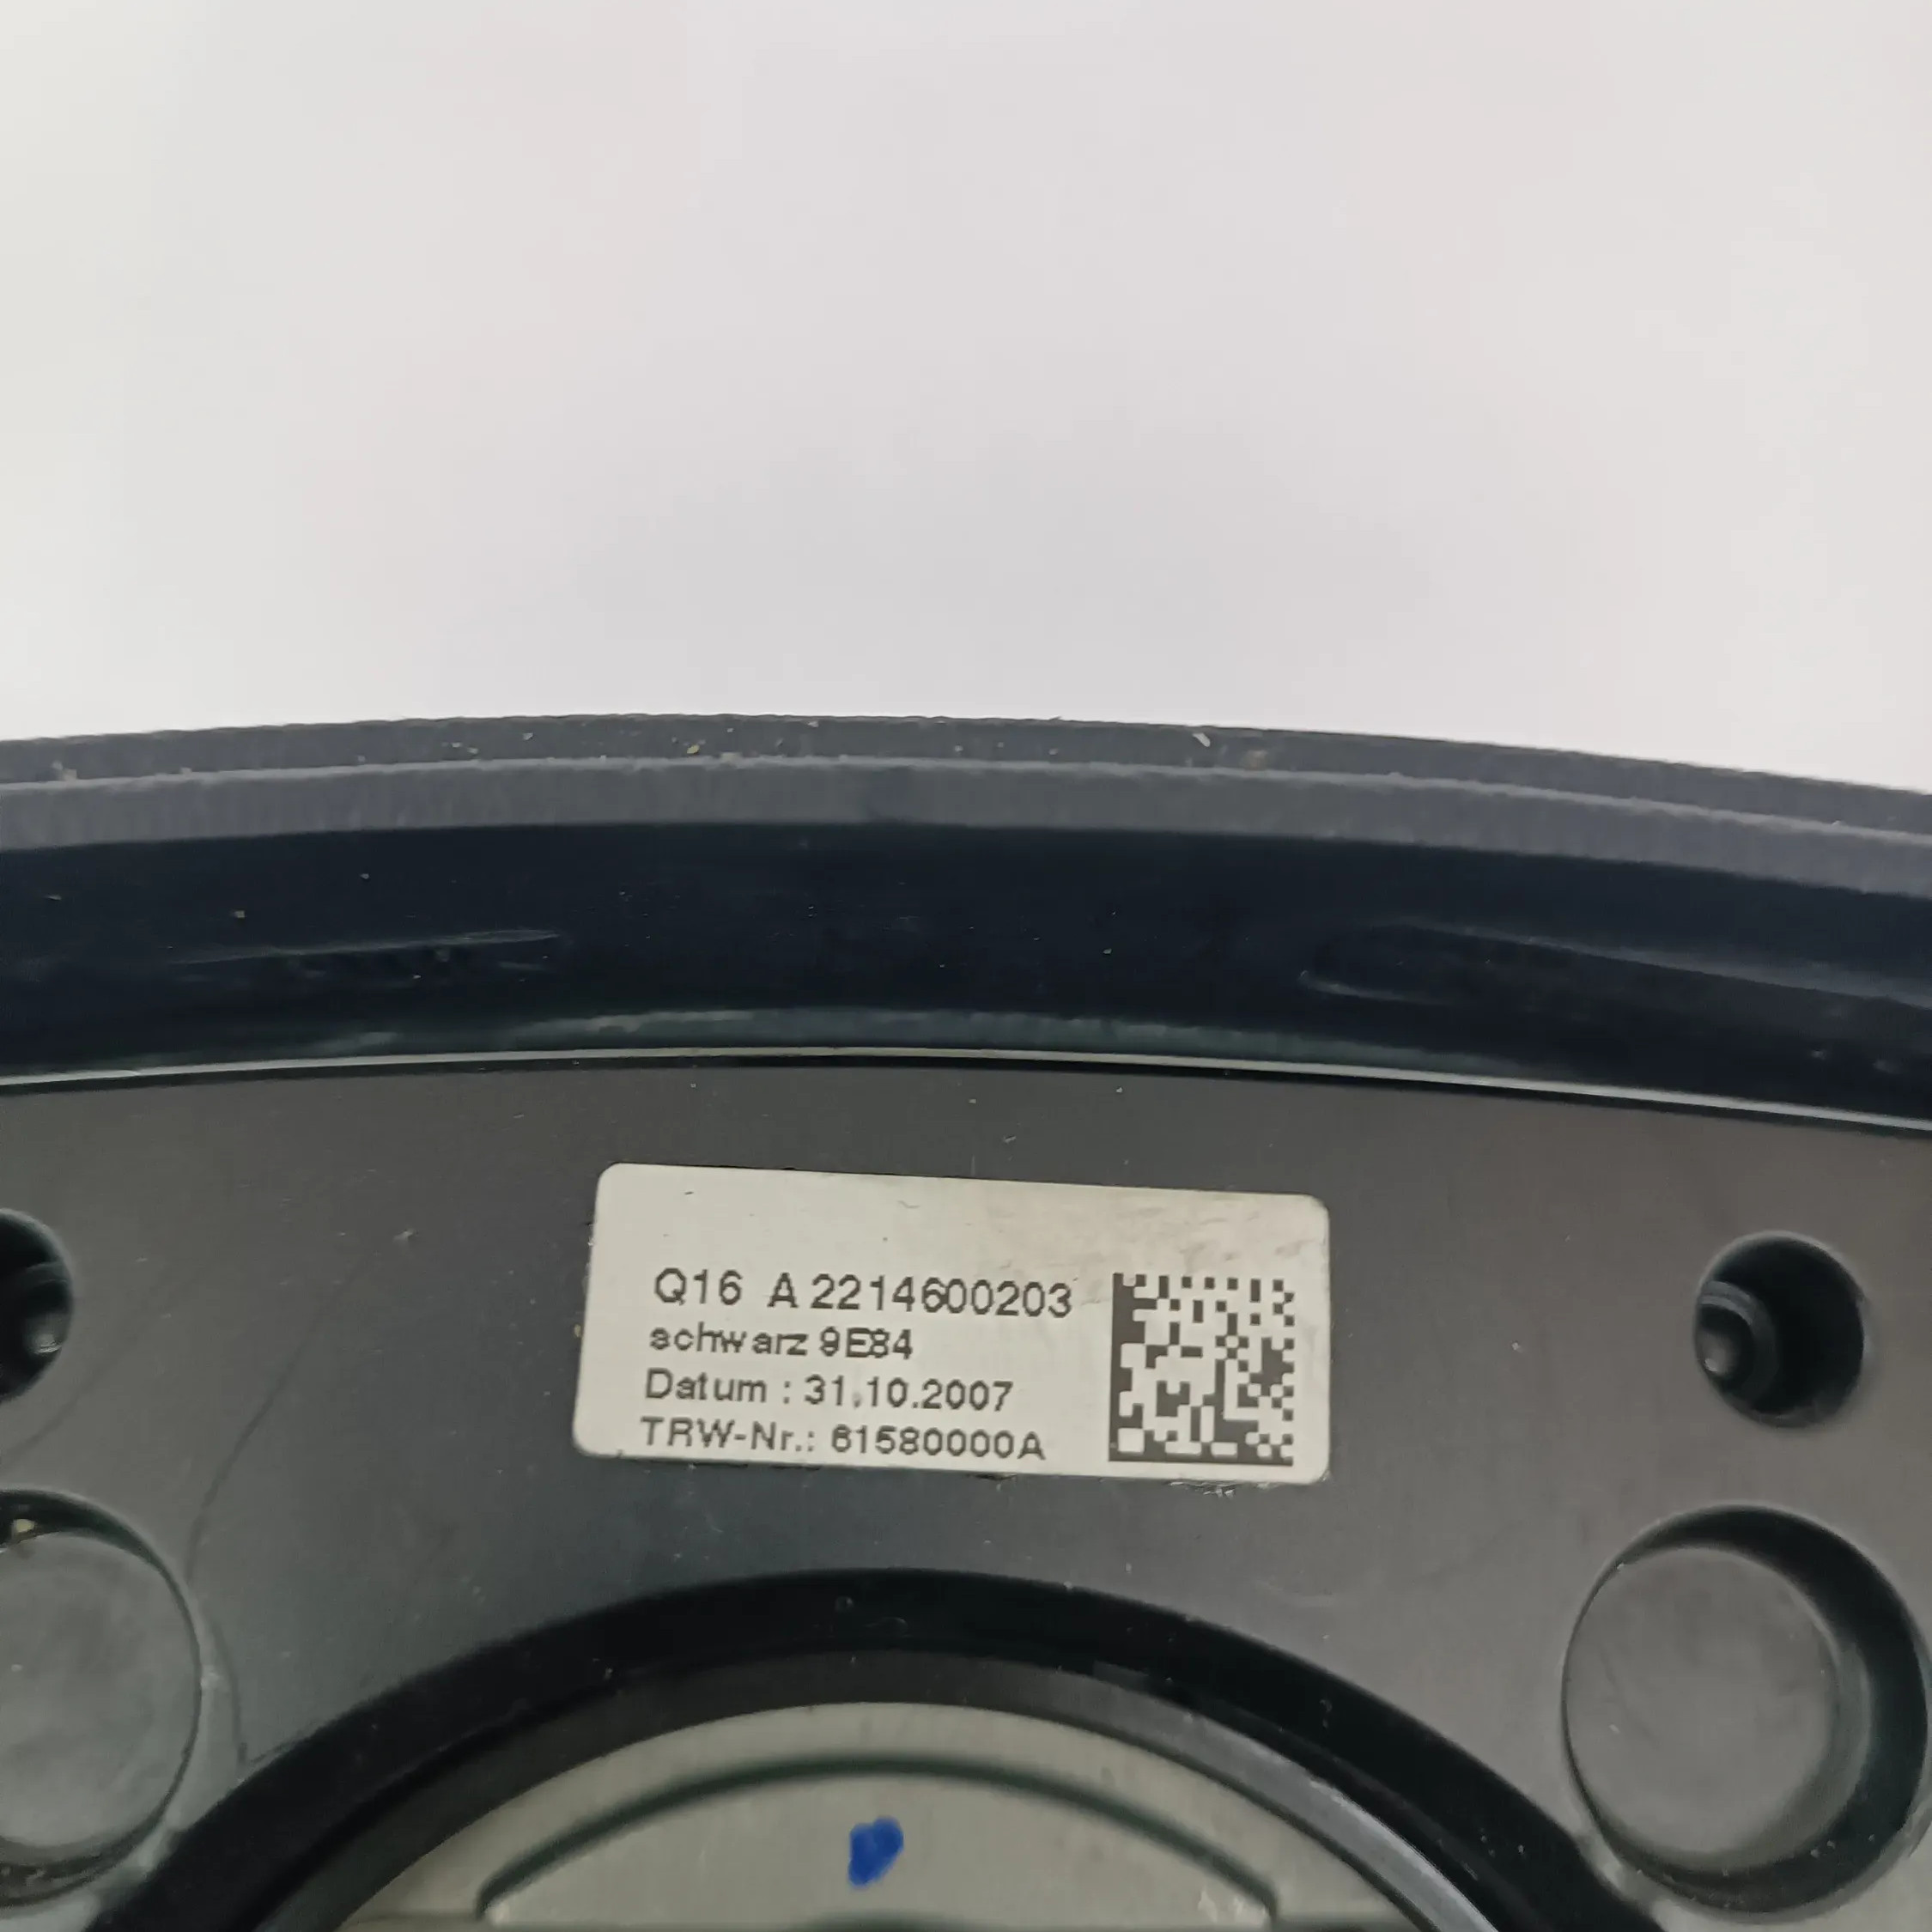 Q16 A 2214600203
schwarz 9E84
Datum : 31.10.2007
TRW-Nr.: 61580000A